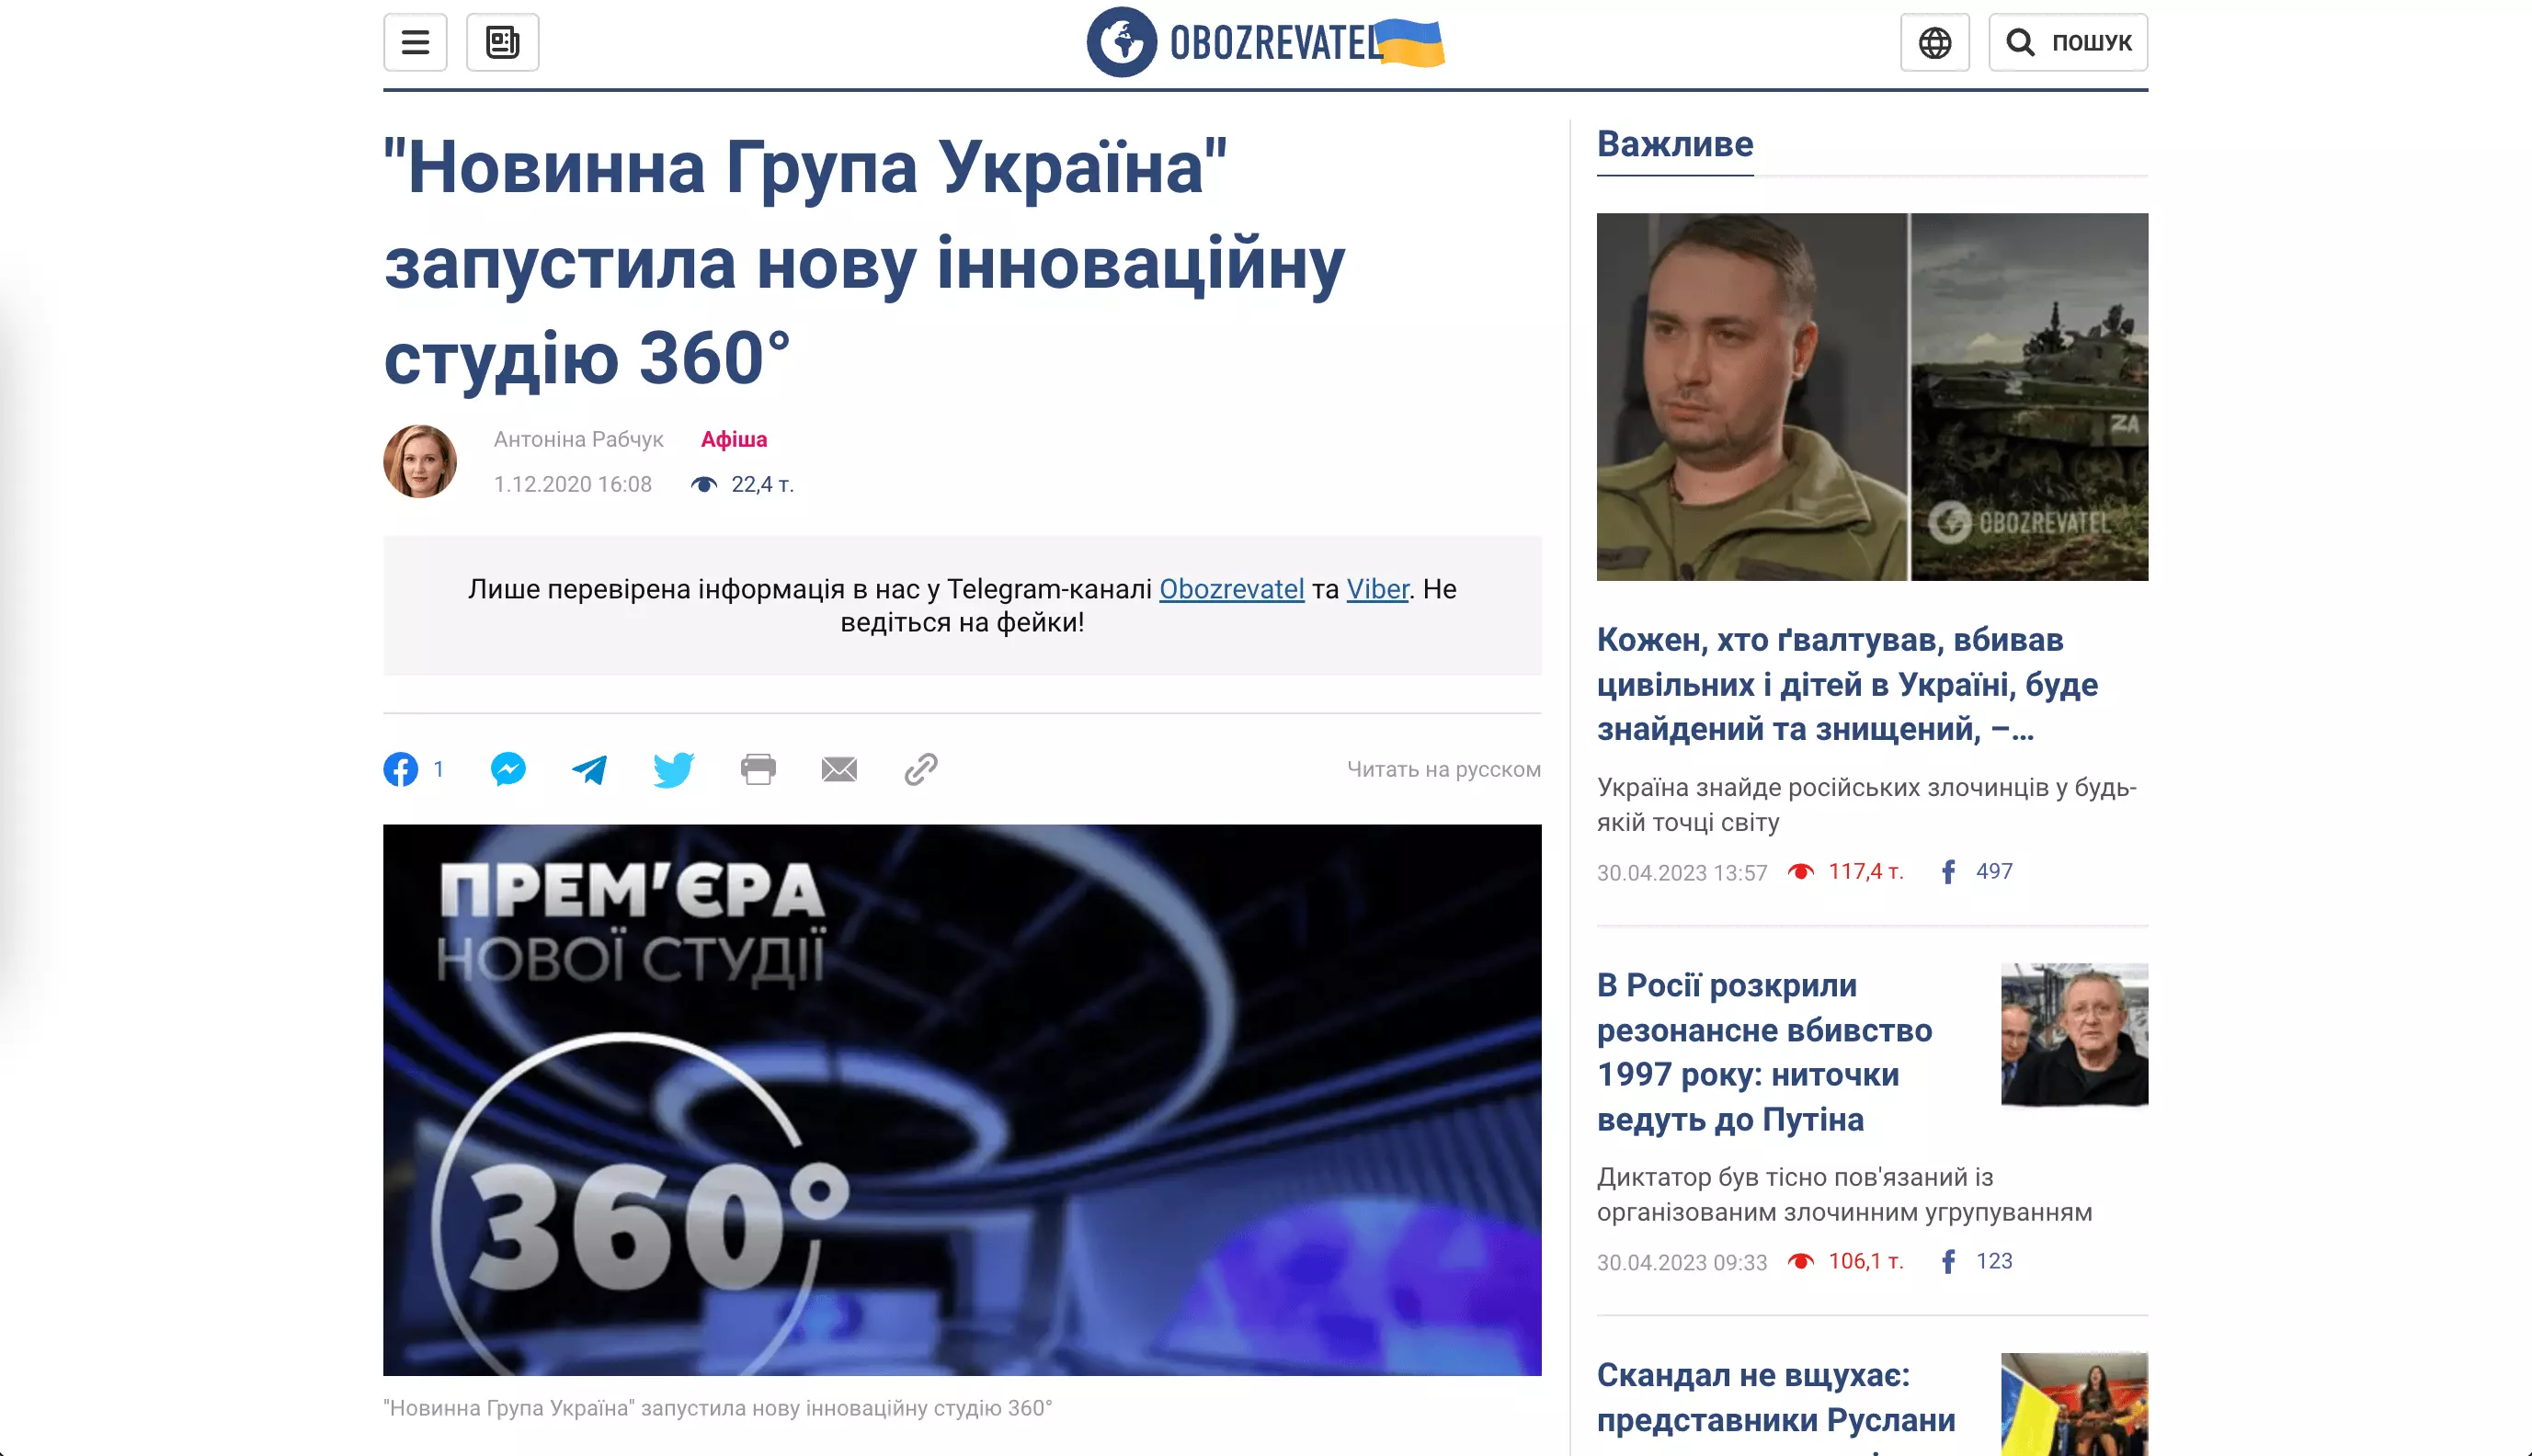 OBOZREVATEL
ПОШУК
"Новинна Група Україна"
запустила нову інноваційну
студію 360°
Антоніна Рабчук Афіша
1.12.2020 16:08 22,4 т.
Лише перевірена інформація в нас у Telegram-каналі Obozrevatel та Viber. Не
ведіться на фейки!
1
Читать на русском
ПРЕМ'ЄРА
НОВОЇ СТУДІЇ
360°
"Новинна Група Україна" запустила нову інноваційну студію 360°
Важливе
ZA
OBOZREVATEL
Кожен, хто ґвалтував, вбивав
цивільних і дітей в Україні, буде
знайдений та знищений, –...
Україна знайде російських злочинців у будь-
якій точці світу
30.04.2023 13:57 117,4 т. 497
В Росії розкрили
резонансне вбивство
1997 року: ниточки
ведуть до Путіна
Диктатор був тісно пов'язаний із
організованим злочинним угрупуванням
30.04.2023 09:33 106,1 т. 123
Скандал не вщухає:
представники Руслани